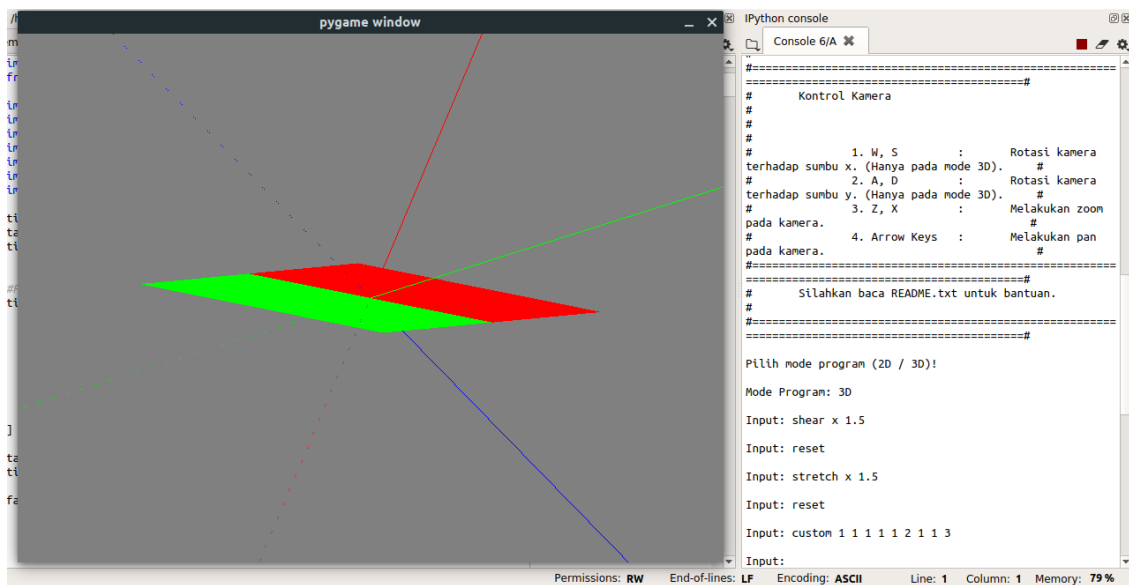 pygame window
IPython console
Console 6/A
#=======================================================
==========================================#
# Kontrol Kamera
#
#
#
# 1. W, S : Rotasi kamera
terhadap sumbu x. (Hanya pada mode 3D). #
# 2. A, D : Rotasi kamera
terhadap sumbu y. (Hanya pada mode 3D). #
# 3. Z, X : Melakukan zoom
pada kamera. #
# 4. Arrow Keys : Melakukan pan
pada kamera. #
#=======================================================
==========================================#
# Silahkan baca README.txt untuk bantuan.
#
#=======================================================
==========================================#
Pilih mode program (2D / 3D)!
Mode Program: 3D
Input: shear x 1.5
Input: reset
Input: stretch x 1.5
Input: reset
Input: custom 1 1 1 1 1 2 1 1 3
Input:
Permissions: RW End-of-lines: LF Encoding: ASCII Line: 1 Column: 1 Memory: 79 %